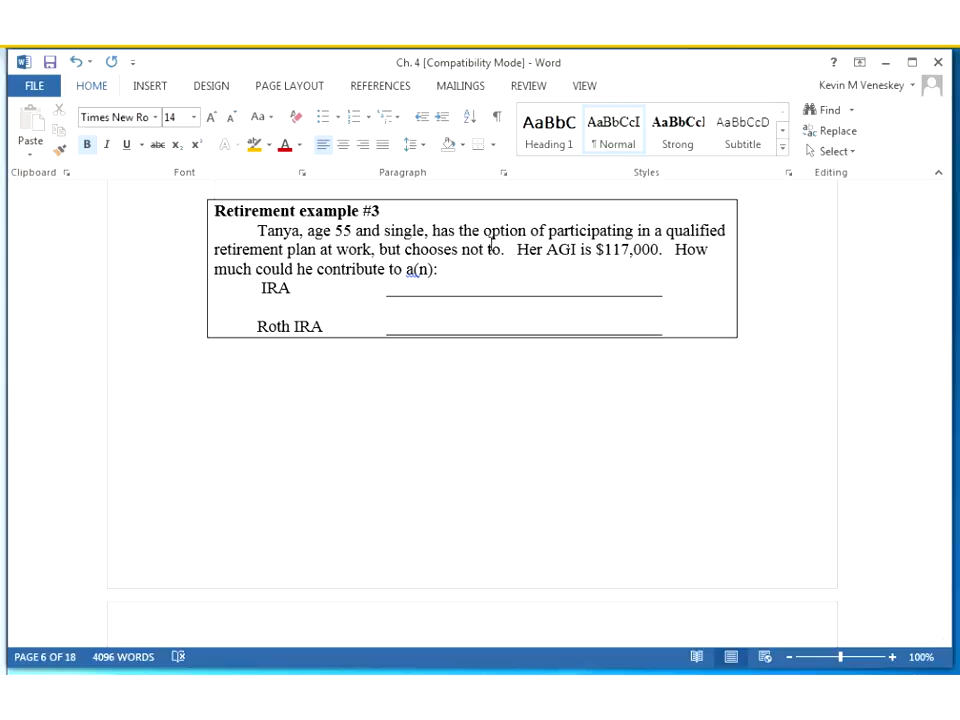 Ch. 4 [Compatibility Mode] - Word
?
FILE HOME INSERT DESIGN PAGE LAYOUT REFERENCES MAILINGS REVIEW VIEW Kevin M Veneskey
Paste
Times New Ro 14 A A Aa
B I U abc x₂ x² A A
AaBbC AaBbCcI AaBbCcl AaBbCcD
Heading 1 ¶ Normal Strong Subtitle
Find
Replace
Select
Clipboard Font Paragraph Styles Editing
Retirement example #3
Tanya, age 55 and single, has the option of participating in a qualified
retirement plan at work, but chooses not to. Her AGI is $117,000. How
much could he contribute to a(n):
IRA
Roth IRA
PAGE 6 OF 18 4096 WORDS 100%